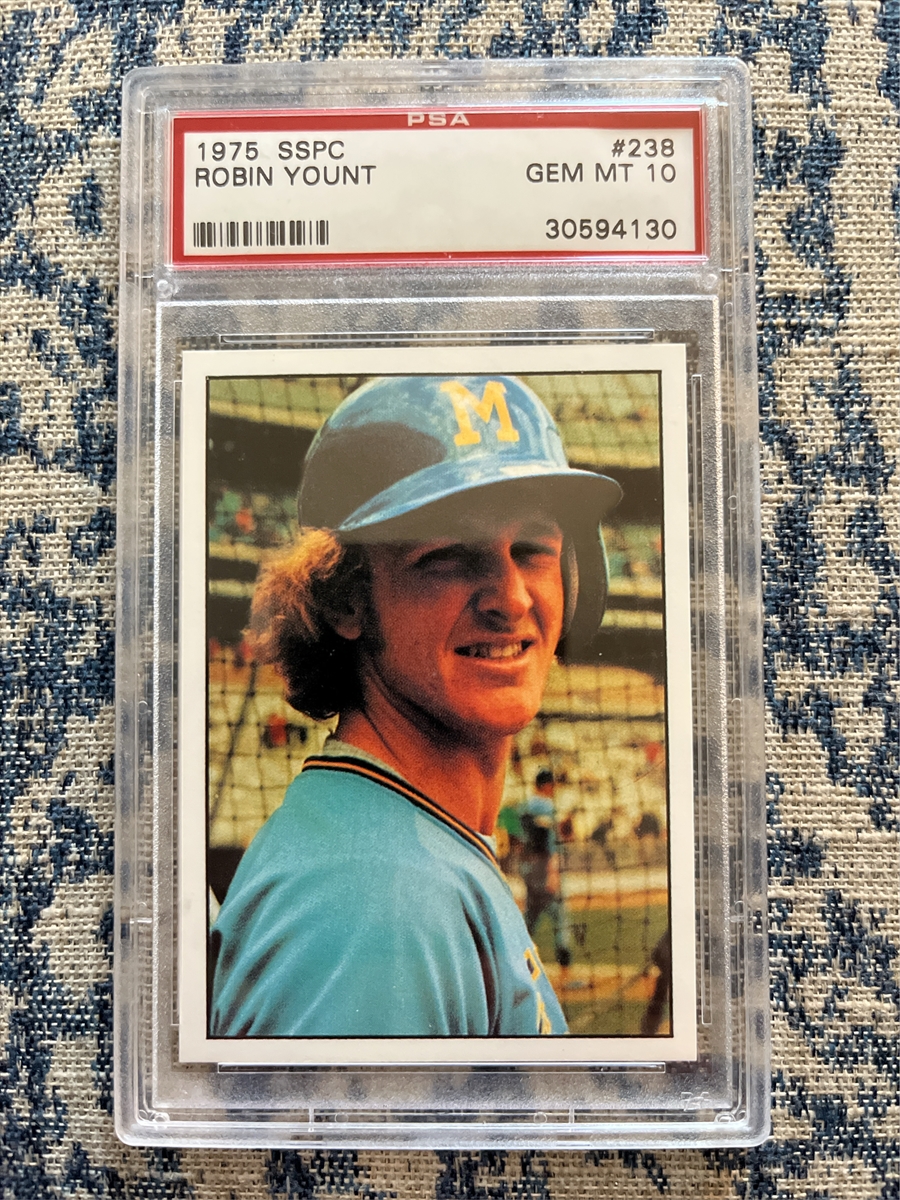 PSA
1975 SSPC #238
ROBIN YOUNT GEM MT 10
30594130
M